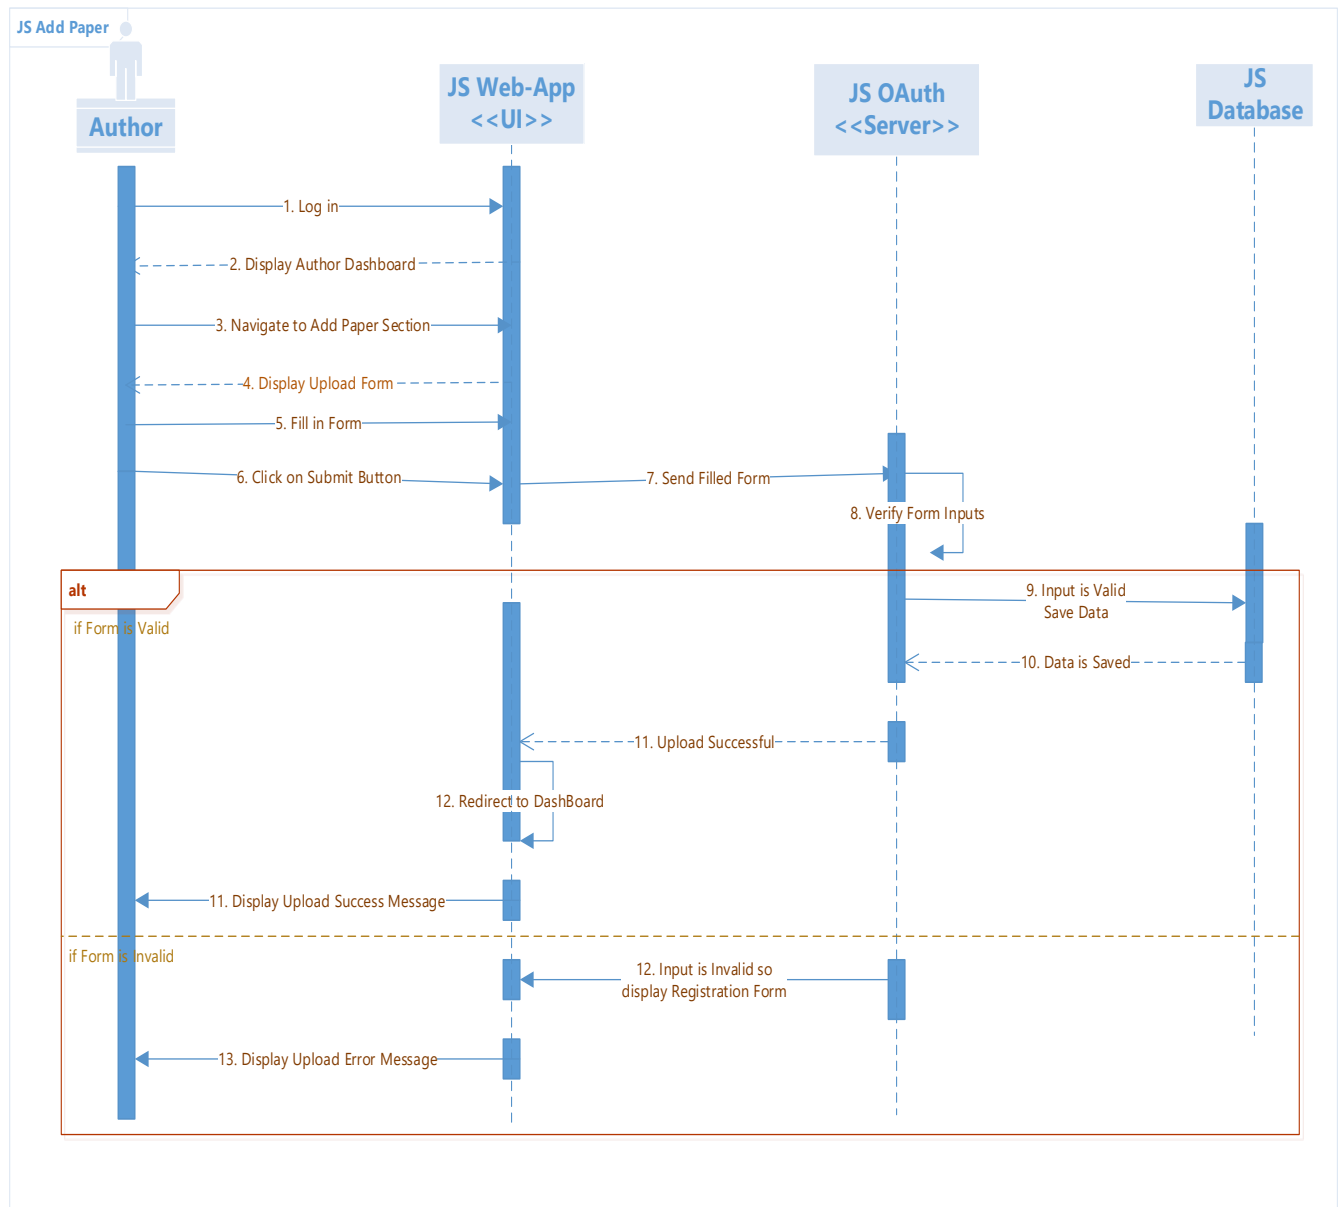 JS Add Paper
Author
JS Web-App
<<UI>>
JS OAuth
<<Server>>
JS
Database
1. Log in
2. Display Author Dashboard
3. Navigate to Add Paper Section
4. Display Upload Form
5. Fill in Form
6. Click on Submit Button
7. Send Filled Form
8. Verify Form Inputs
alt
if Form is Valid
9. Input is Valid
Save Data
10. Data is Saved
11. Upload Successful
12. Redirect to DashBoard
11. Display Upload Success Message
if Form is Invalid
12. Input is Invalid so
display Registration Form
13. Display Upload Error Message